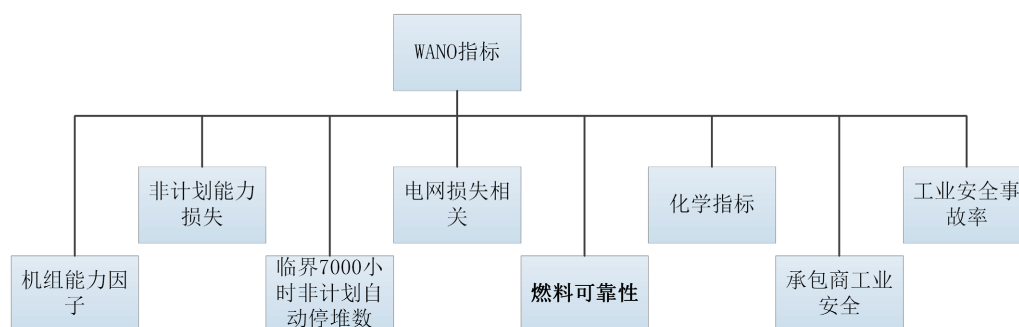 WANO指标
非计划能力
损失
电网损失相
关
化学指标
工业安全事
故率
机组能力因
子
临界7000小
时非计划自
动停堆数
燃料可靠性
承包商工业
安全